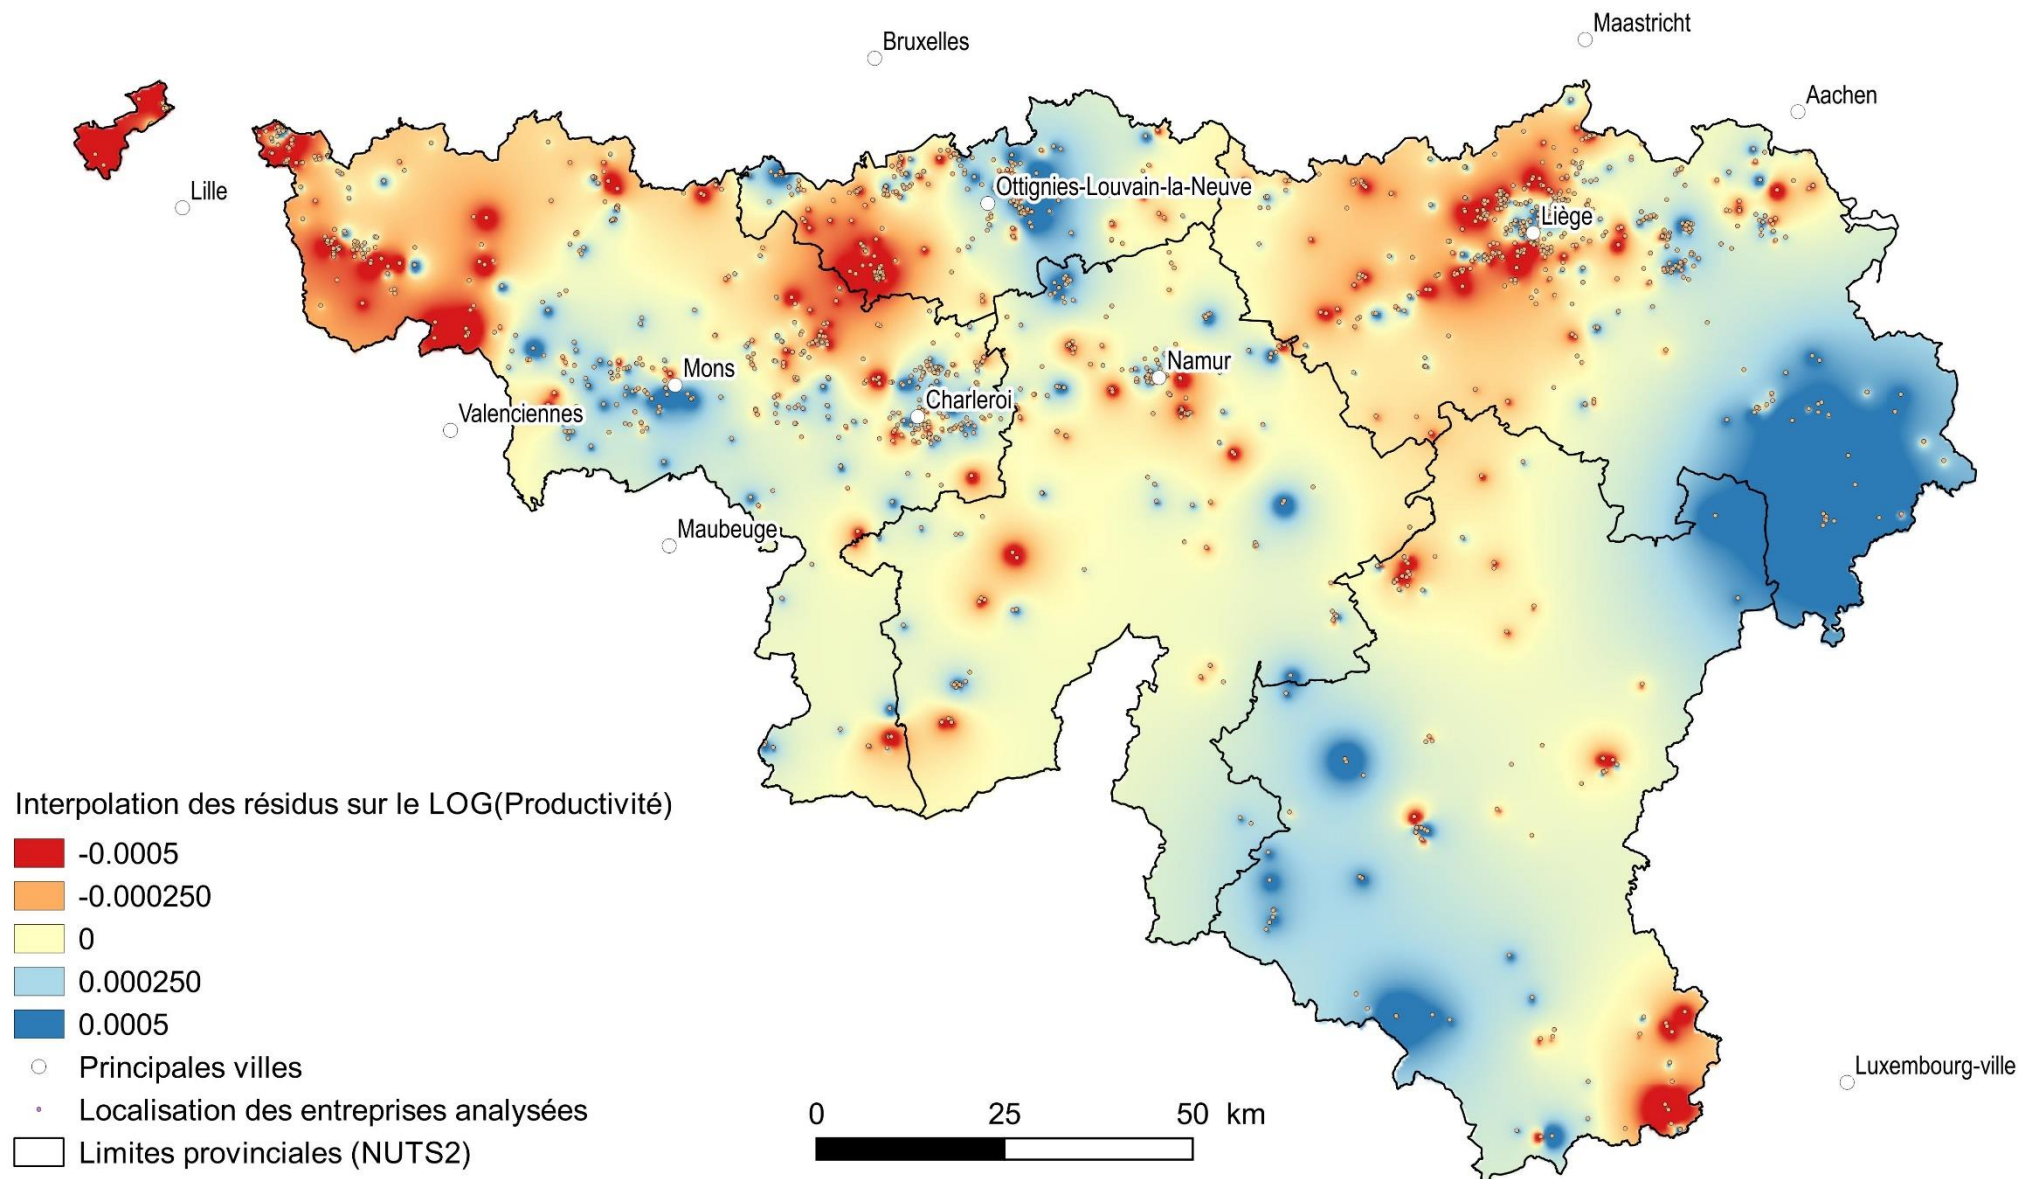 Bruxelles
Maastricht
Aachen
Lille
Ottignies-Louvain-la-Neuve
Liège
Mons
Namur
Charleroi
Valenciennes
Maubeuge
Luxembourg-ville
Interpolation des résidus sur le LOG(Productivité)
-0.0005
-0.000250
0
0.000250
0.0005
Principales villes
Localisation des entreprises analysées
Limites provinciales (NUTS2)
0 25 50 km